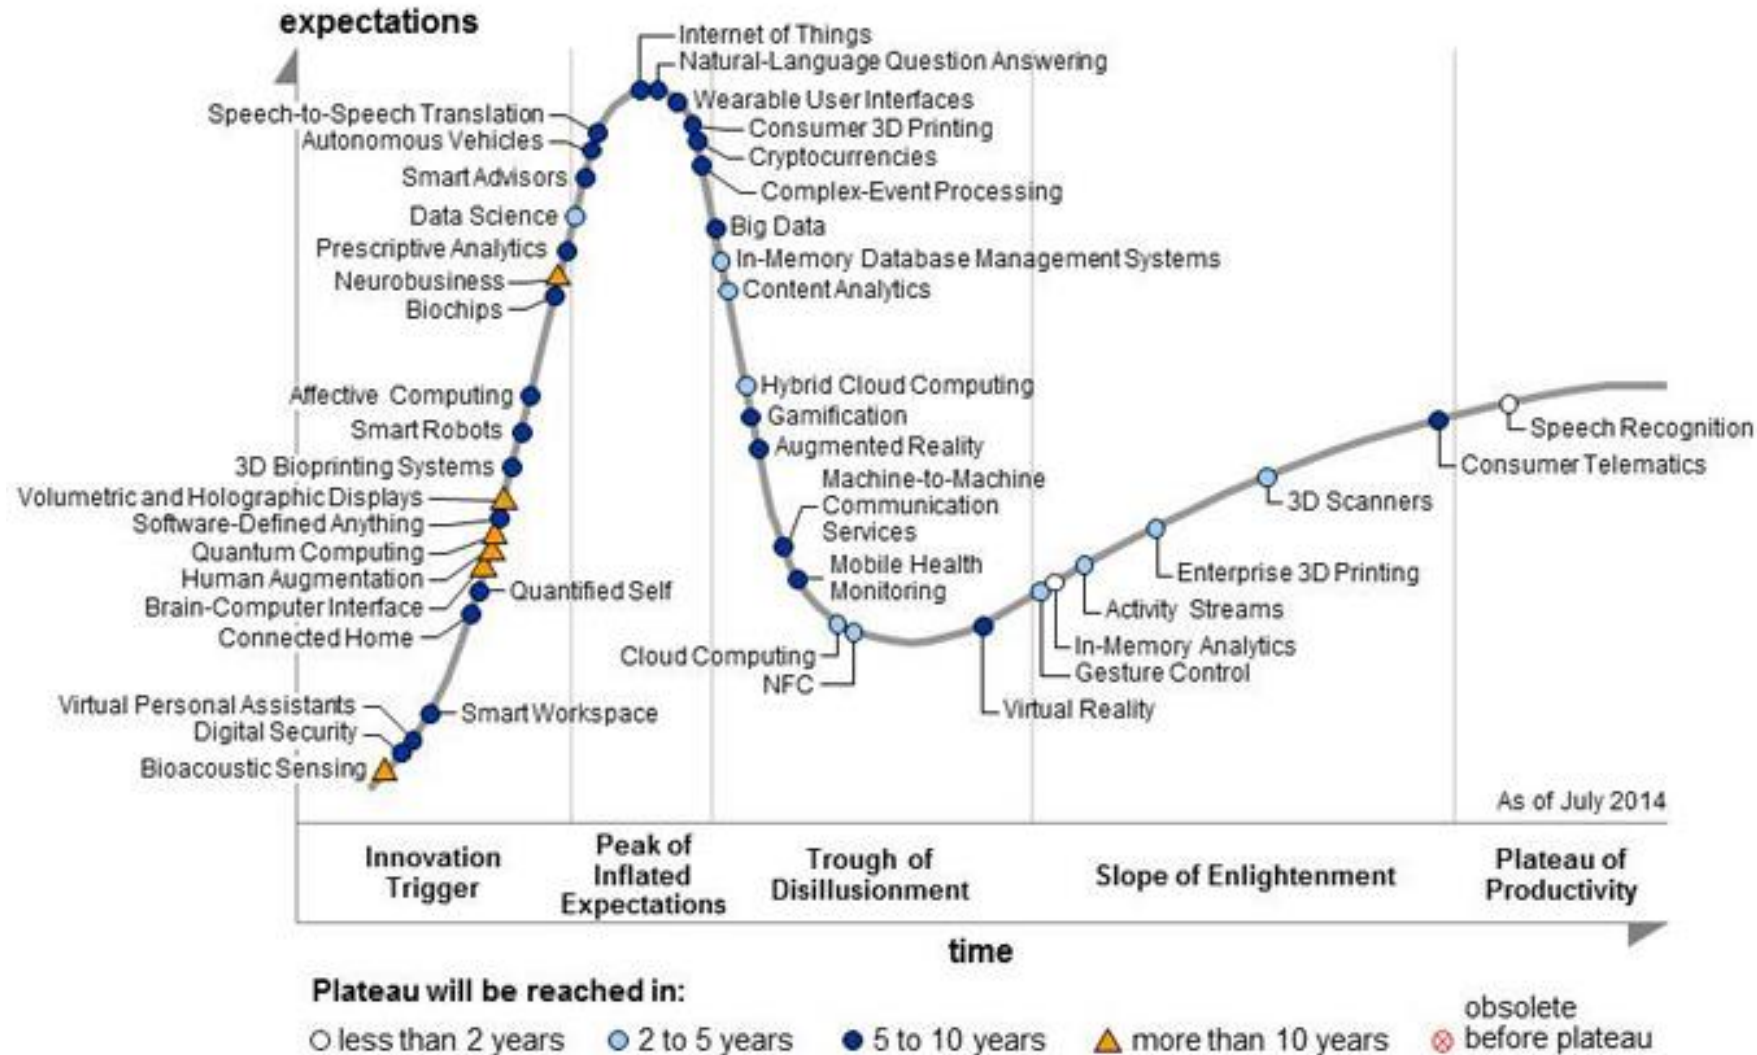 expectations
Internet of Things
Natural-Language Question Answering
Wearable User Interfaces
Consumer 3D Printing
Cryptocurrencies
Complex-Event Processing
Speech-to-Speech Translation
Autonomous Vehicles
Smart Advisors
Data Science
Prescriptive Analytics
Neurobusiness
Biochips
Big Data
In-Memory Database Management Systems
Content Analytics
Affective Computing
Smart Robots
3D Bioprinting Systems
Volumetric and Holographic Displays
Software-Defined Anything
Quantum Computing
Human Augmentation
Brain-Computer Interface
Connected Home
Quantified Self
Hybrid Cloud Computing
Gamification
Augmented Reality
Machine-to-Machine
Communication
Services
Mobile Health
Monitoring
Cloud Computing
NFC
Virtual Personal Assistants
Digital Security
Bioacoustic Sensing
Smart Workspace
Speech Recognition
Consumer Telematics
3D Scanners
Enterprise 3D Printing
Activity Streams
In-Memory Analytics
Gesture Control
Virtual Reality
As of July 2014
Innovation
Trigger
Peak of
Inflated
Expectations
Trough of
Disillusionment
Slope of Enlightenment
Plateau of
Productivity
time
Plateau will be reached in:
less than 2 years
2 to 5 years
5 to 10 years
more than 10 years
obsolete
before plateau